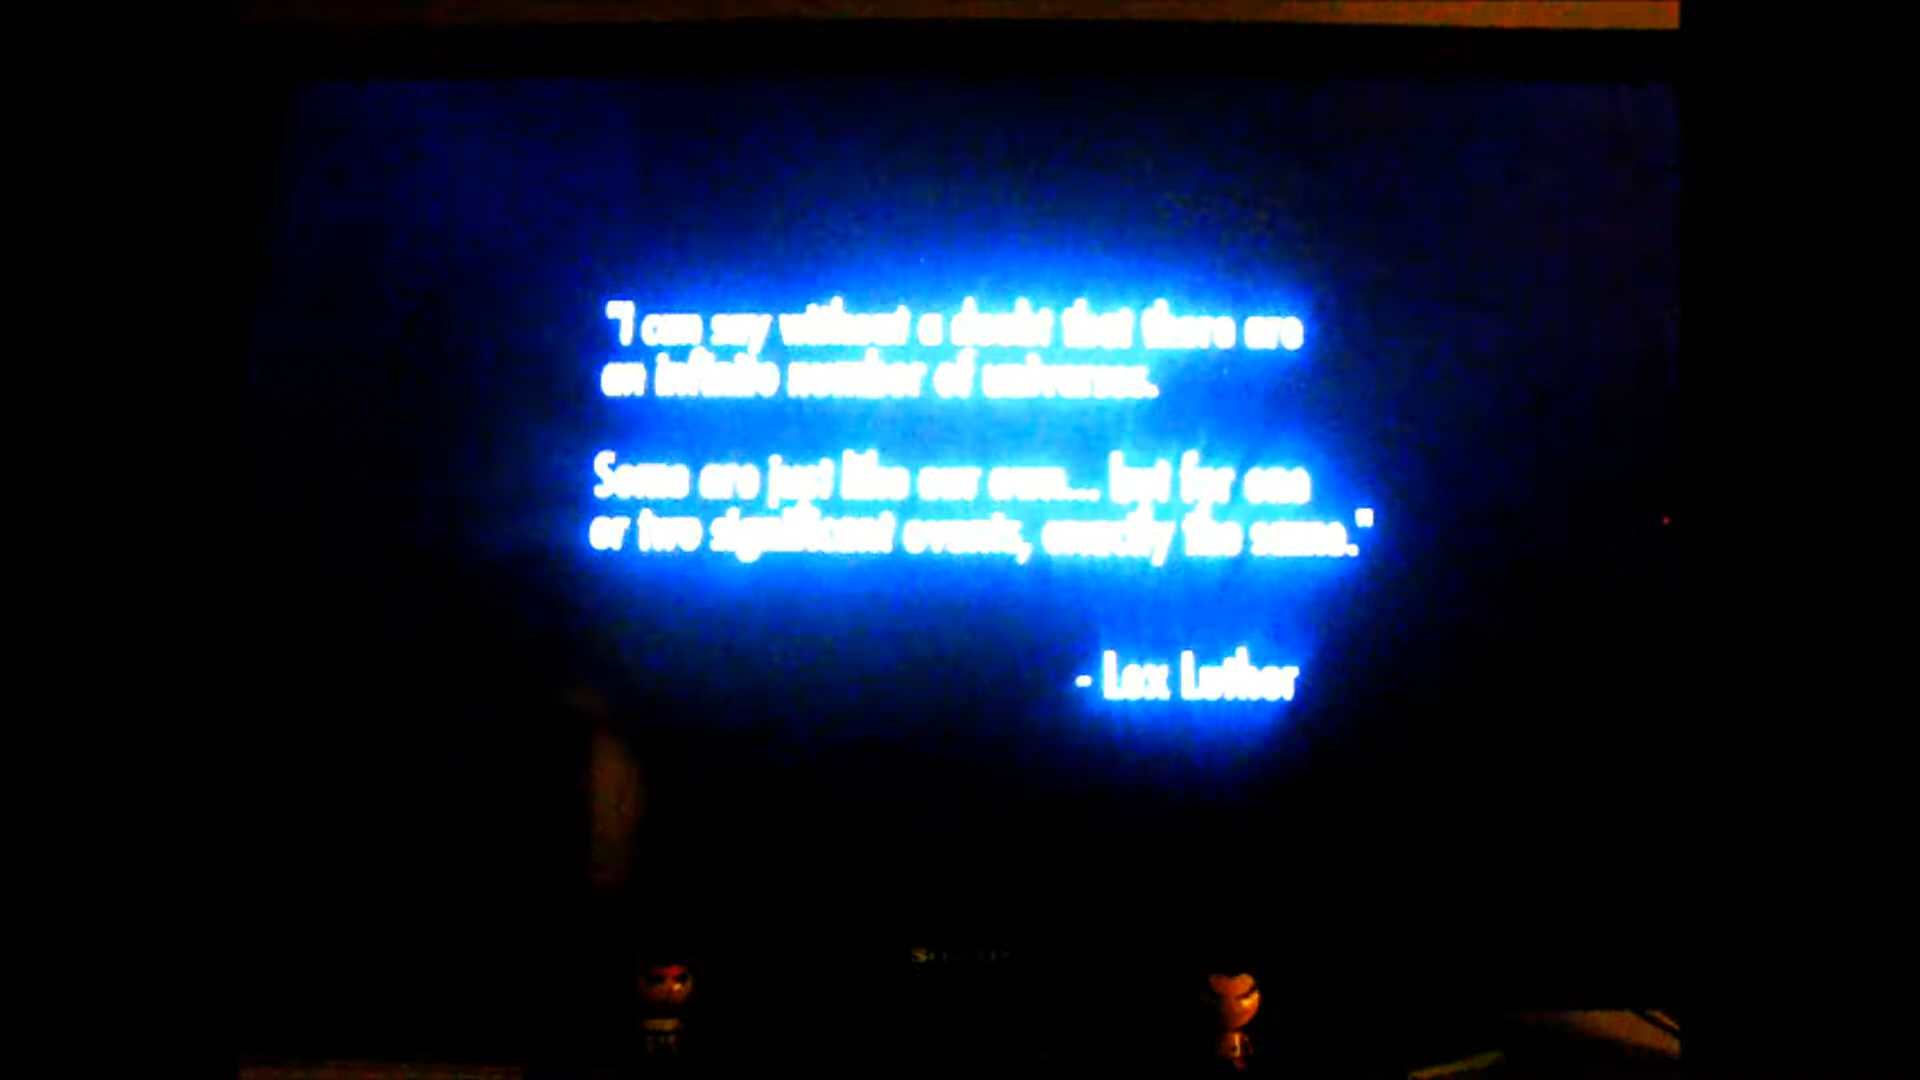 "I can say without a doubt that there are
an infinite number of universes.
Some are just like our own... but for one
or two significant events, exactly the same."
- Lex Luthor